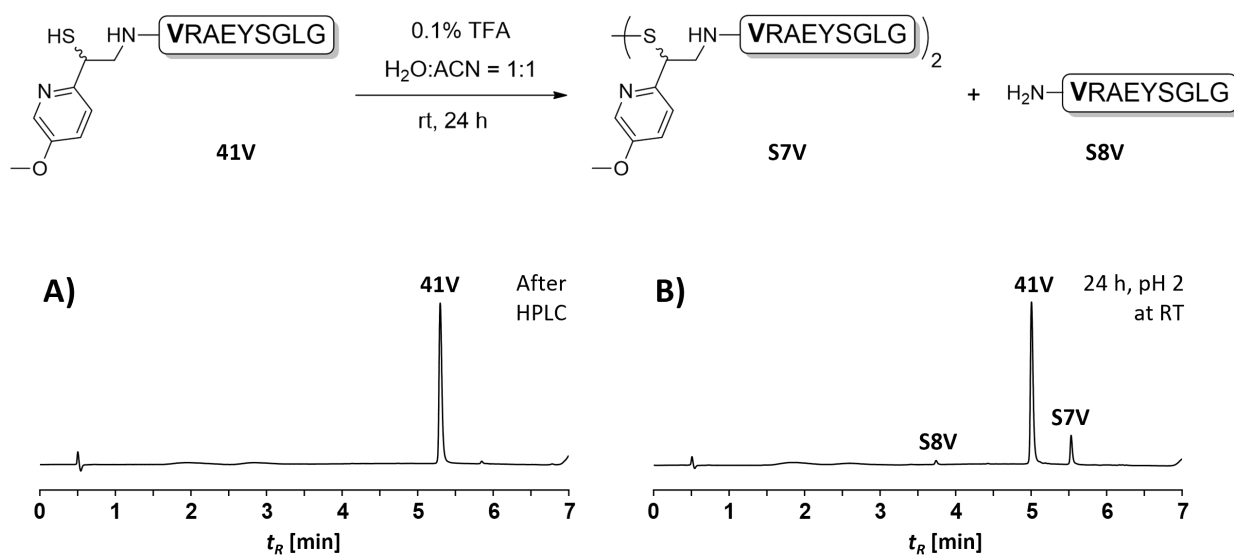 HS HN VRAEYSGLG
N
O
41V
0.1% TFA
H2O:ACN = 1:1
rt, 24 h
( S HN VRAEYSGLG )2
N
O
S7V
+
H2N VRAEYSGLG
S8V
A)
41V
After
HPLC
0 1 2 3 4 5 6 7
tR [min]
B)
41V
24 h, pH 2
at RT
S8V
S7V
0 1 2 3 4 5 6 7
tR [min]